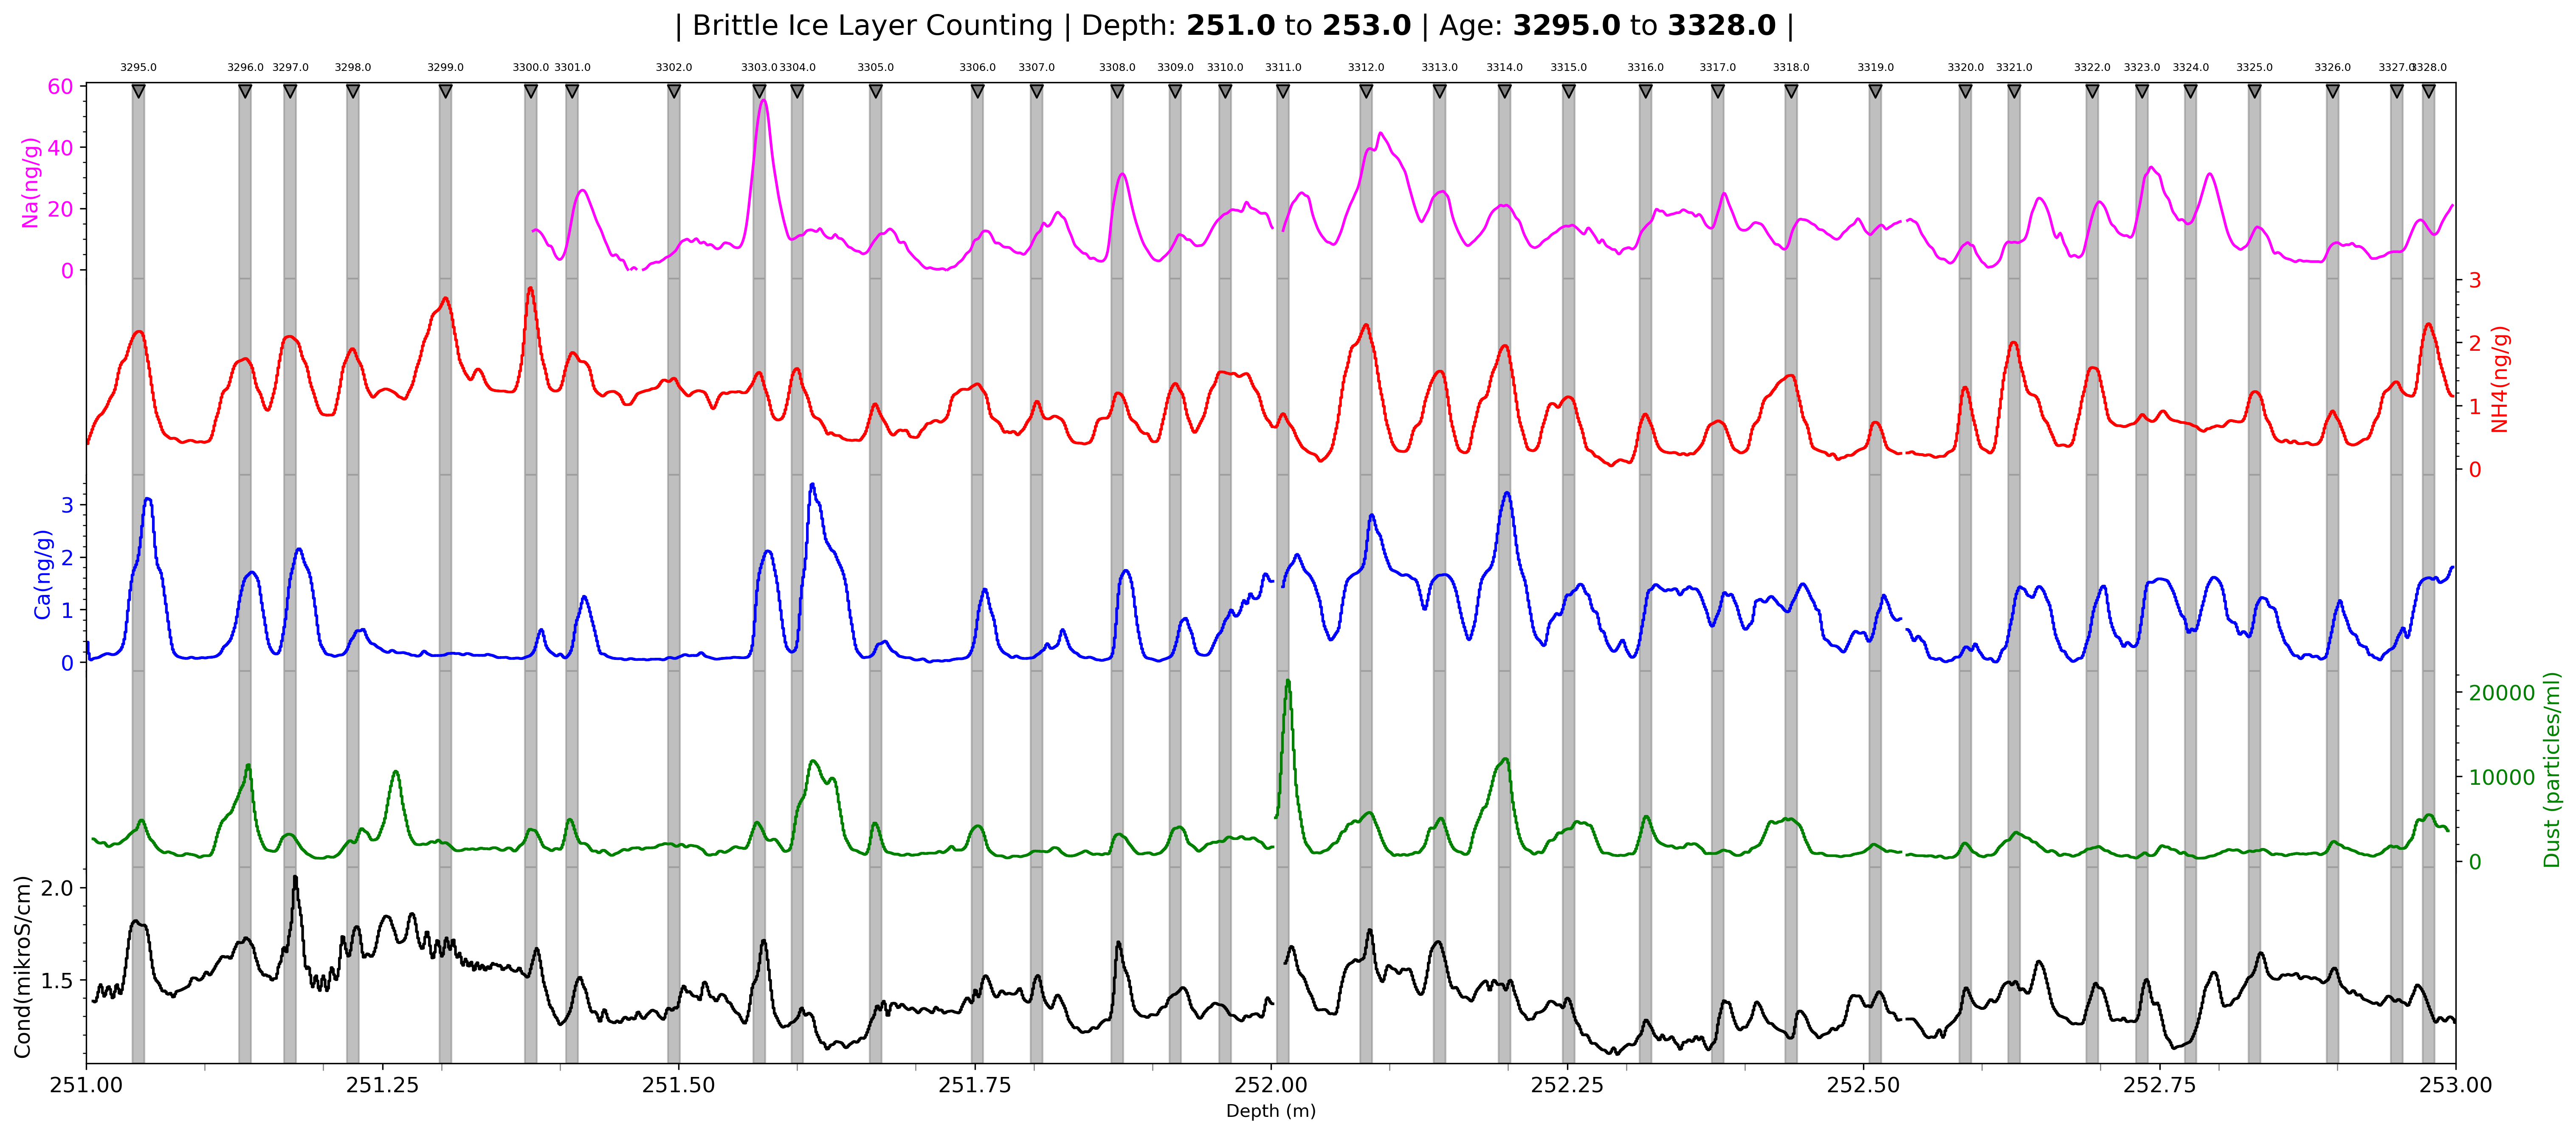 | Brittle Ice Layer Counting | Depth: 251.0 to 253.0 | Age: 3295.0 to 3328.0 |
3295.0 3296.0 3297.0 3298.0 3299.0 3300.0 3301.0 3302.0 3303.0 3304.0 3305.0 3306.0 3307.0 3308.0 3309.0 3310.0 3311.0 3312.0 3313.0 3314.0 3315.0 3316.0 3317.0 3318.0 3319.0 3320.0 3321.0 3322.0 3323.0 3324.0 3325.0 3326.0 3327.0 3328.0
Na(ng/g)
60
40
20
0
NH4(ng/g)
3
2
1
0
Ca(ng/g)
3
2
1
0
Dust (particles/ml)
20000
10000
0
Cond(mikroS/cm)
2.0
1.5
251.00 251.25 251.50 251.75 252.00 252.25 252.50 252.75 253.00
Depth (m)